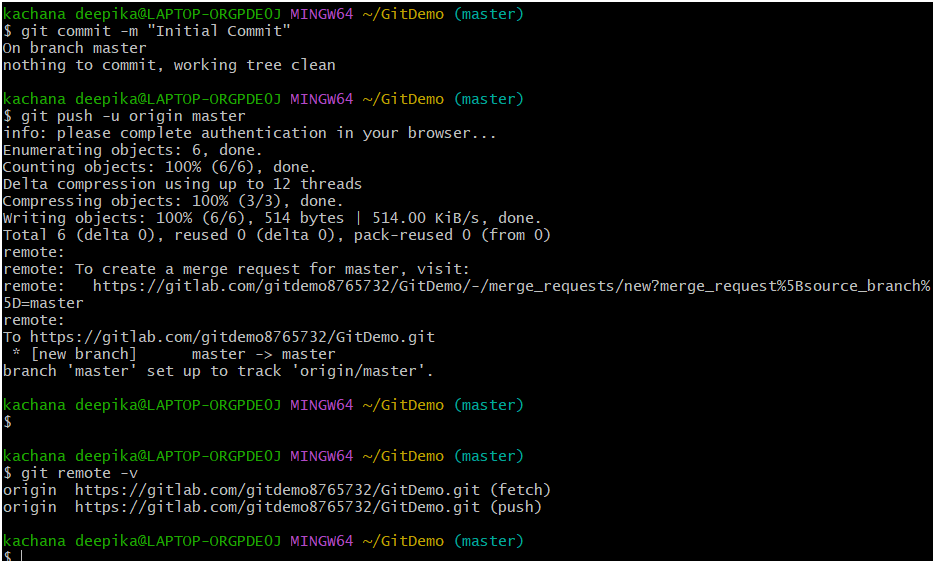 kachana deepika@LAPTOP-ORGPDE0J MINGW64 ~/GitDemo (master)
$ git commit -m "Initial Commit"
On branch master
nothing to commit, working tree clean
kachana deepika@LAPTOP-ORGPDE0J MINGW64 ~/GitDemo (master)
$ git push -u origin master
info: please complete authentication in your browser...
Enumerating objects: 6, done.
Counting objects: 100% (6/6), done.
Delta compression using up to 12 threads
Compressing objects: 100% (3/3), done.
Writing objects: 100% (6/6), 514 bytes | 514.00 KiB/s, done.
Total 6 (delta 0), reused 0 (delta 0), pack-reused 0 (from 0)
remote:
remote: To create a merge request for master, visit:
remote:   https://gitlab.com/gitdemo8765732/GitDemo/-/merge_requests/new?merge_request%5Bsource_branch%
5D=master
remote:
To https://gitlab.com/gitdemo8765732/GitDemo.git
 * [new branch]      master -> master
branch 'master' set up to track 'origin/master'.
kachana deepika@LAPTOP-ORGPDE0J MINGW64 ~/GitDemo (master)
$
kachana deepika@LAPTOP-ORGPDE0J MINGW64 ~/GitDemo (master)
$ git remote -v
origin  https://gitlab.com/gitdemo8765732/GitDemo.git (fetch)
origin  https://gitlab.com/gitdemo8765732/GitDemo.git (push)
kachana deepika@LAPTOP-ORGPDE0J MINGW64 ~/GitDemo (master)
$